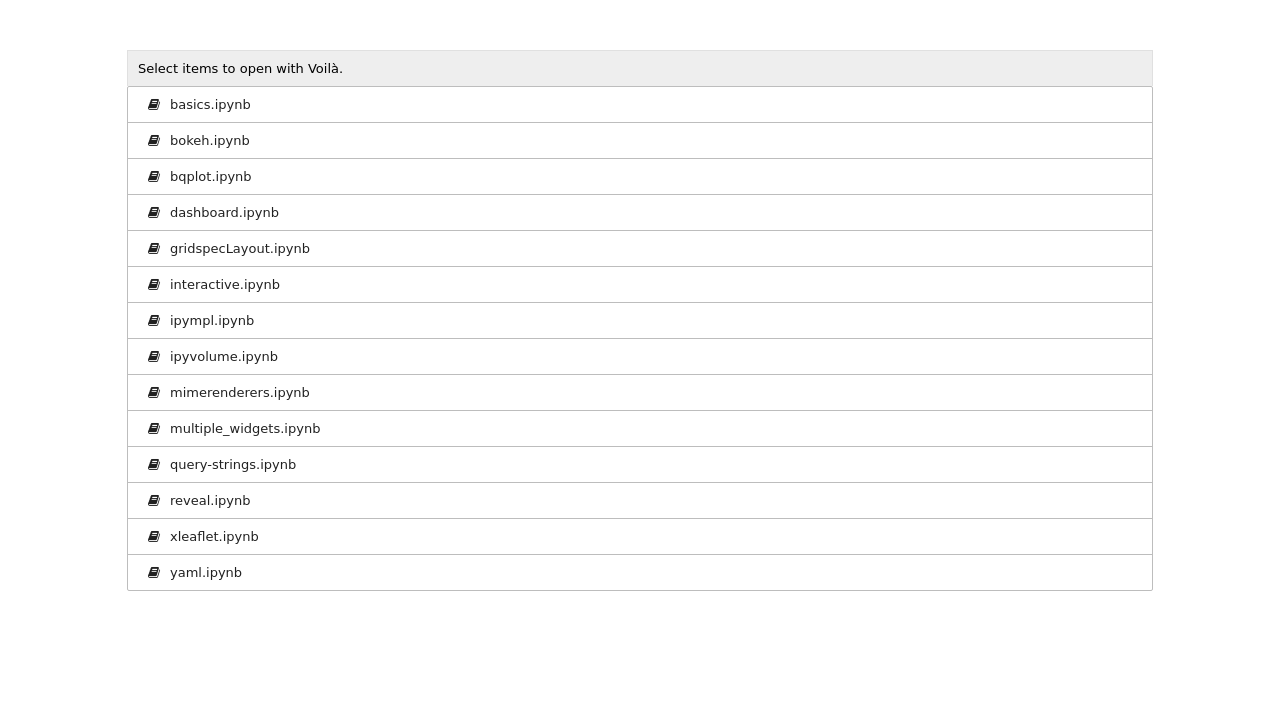 Select items to open with Voilà.
basics.ipynb
bokeh.ipynb
bqplot.ipynb
dashboard.ipynb
gridspecLayout.ipynb
interactive.ipynb
ipympl.ipynb
ipyvolume.ipynb
mimerenderers.ipynb
multiple_widgets.ipynb
query-strings.ipynb
reveal.ipynb
xleaflet.ipynb
yaml.ipynb